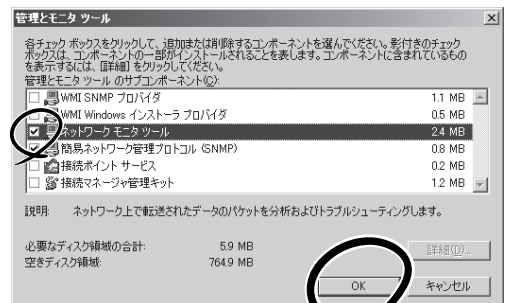 管理とモニタ ツール
各チェック ボックスをクリックして、追加または削除するコンポーネントを選んでください。影付きのチェック
ボックスは、コンポーネントの一部がインストールされることを表します。コンポーネントに含まれているもの
を表示するには、[詳細] をクリックしてください。
管理とモニタ ツール のサブコンポーネント(C):
WMI SNMP プロバイダ 1.1 MB
WMI Windows インストーラ プロバイダ 0.5 MB
ネットワーク モニタ ツール 2.4 MB
簡易ネットワーク管理プロトコル (SNMP) 0.8 MB
接続ポイント サービス 0.2 MB
接続マネージャ管理キット 1.2 MB
説明: ネットワーク上で転送されたデータのパケットを分析およびトラブルシューティングします。
必要なディスク領域の合計: 5.9 MB
空きディスク領域: 764.9 MB
詳細(D)...
OK キャンセル